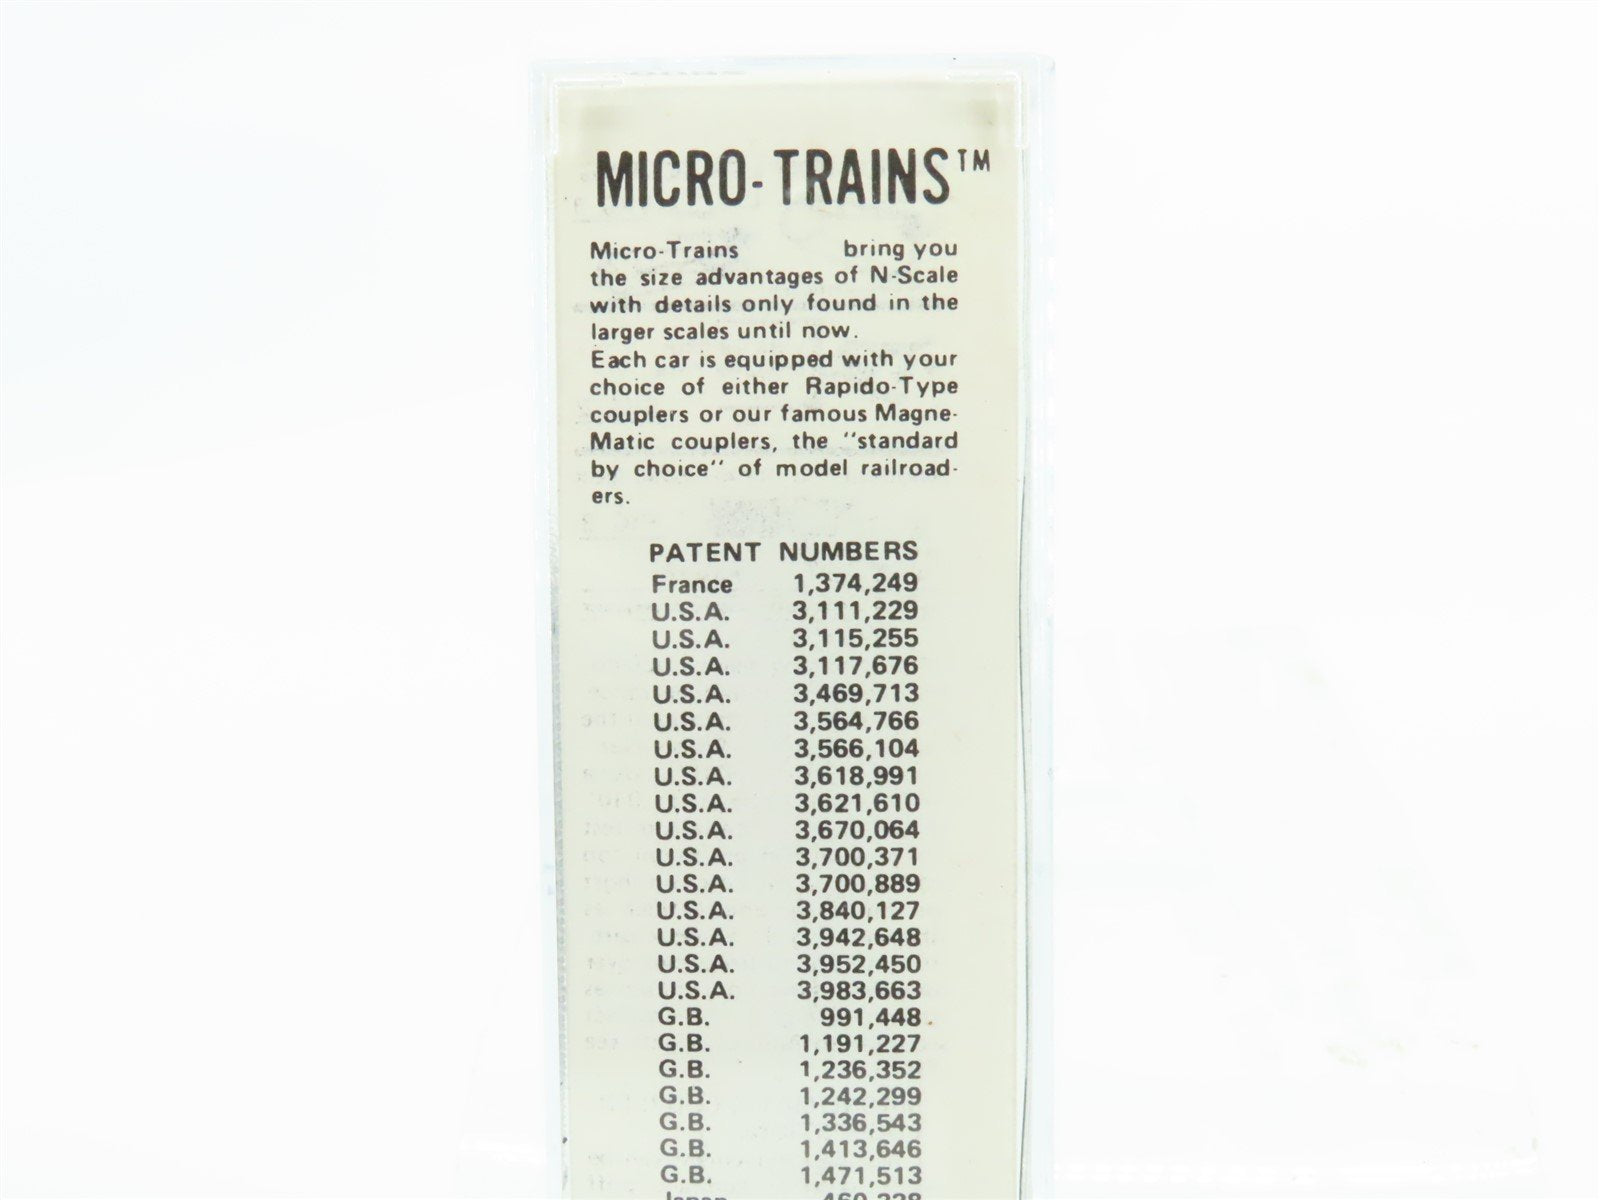 MICRO-TRAINS™
Micro-Trains bring you
the size advantages of N-Scale
with details only found in the
larger scales until now.
Each car is equipped with your
choice of either Rapido-Type
couplers or our famous Magne-
Matic couplers, the "standard
by choice" of model railroad-
ers.
PATENT NUMBERS
France 1,374,249
U.S.A. 3,111,229
U.S.A. 3,115,255
U.S.A. 3,117,676
U.S.A. 3,469,713
U.S.A. 3,564,766
U.S.A. 3,566,104
U.S.A. 3,618,991
U.S.A. 3,621,610
U.S.A. 3,670,064
U.S.A. 3,700,371
U.S.A. 3,700,889
U.S.A. 3,840,127
U.S.A. 3,942,648
U.S.A. 3,952,450
U.S.A. 3,983,663
G.B. 991,448
G.B. 1,191,227
G.B. 1,236,352
G.B. 1,242,299
G.B. 1,336,543
G.B. 1,413,646
G.B. 1,471,513
Japan